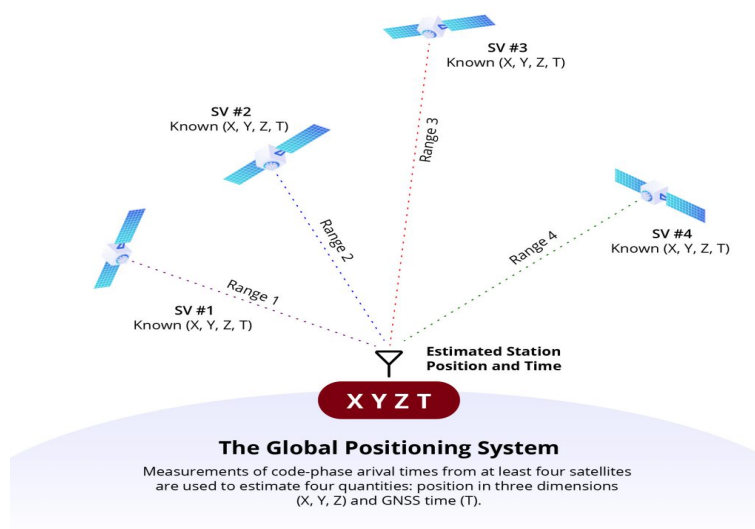 SV #3
Known (X, Y, Z, T)
SV #2
Known (X, Y, Z, T)
Range 3
Range 2
Range 4
SV #4
Known (X, Y, Z, T)
Range 1
SV #1
Known (X, Y, Z, T)
Estimated Station
Position and Time
X Y Z T
The Global Positioning System
Measurements of code-phase arival times from at least four satellites
are used to estimate four quantities: position in three dimensions
(X, Y, Z) and GNSS time (T).